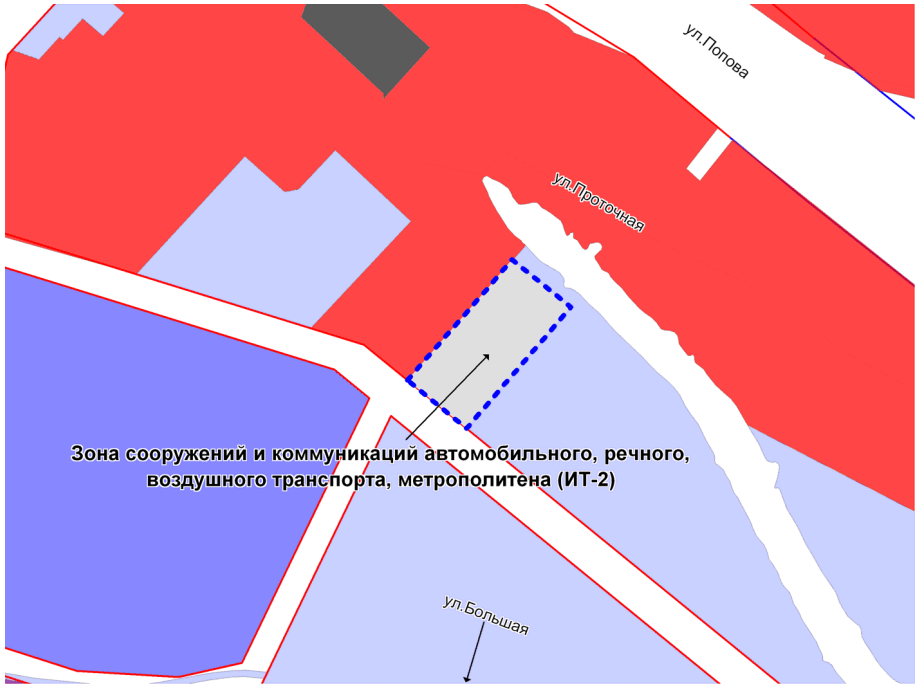 ул.Попова
ул.Проточная
Зона сооружений и коммуникаций автомобильного, речного,
воздушного транспорта, метрополитена (ИТ-2)
ул.Большая